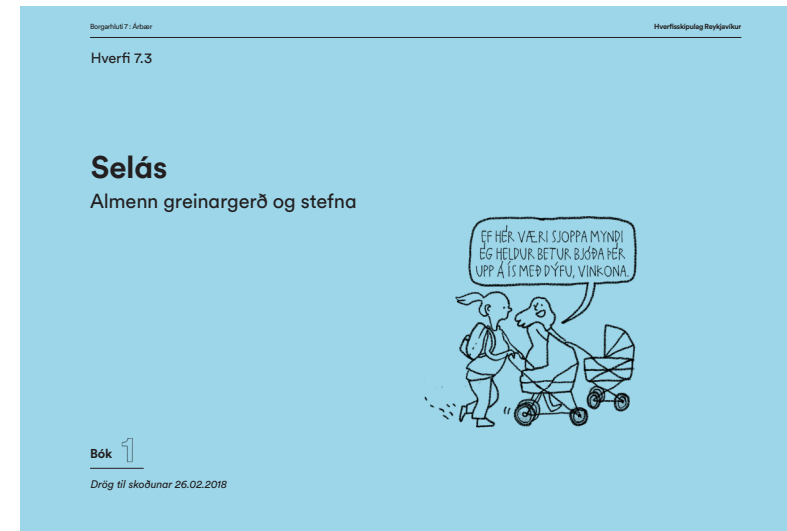 Borgarhluti 7 : Árbær
Hverfisskipulag Reykjavíkur
Hverfi 7.3
Selás
Almenn greinargerð og stefna
EF HÉR VÆRI SJOPPA MYNDI
ÉG HELDUR BETUR BJÓÐA ÞÉR
UPP Á ÍS MEÐ DÝFU, VINKONA.
Bók 1
Drög til skoðunar 26.02.2018